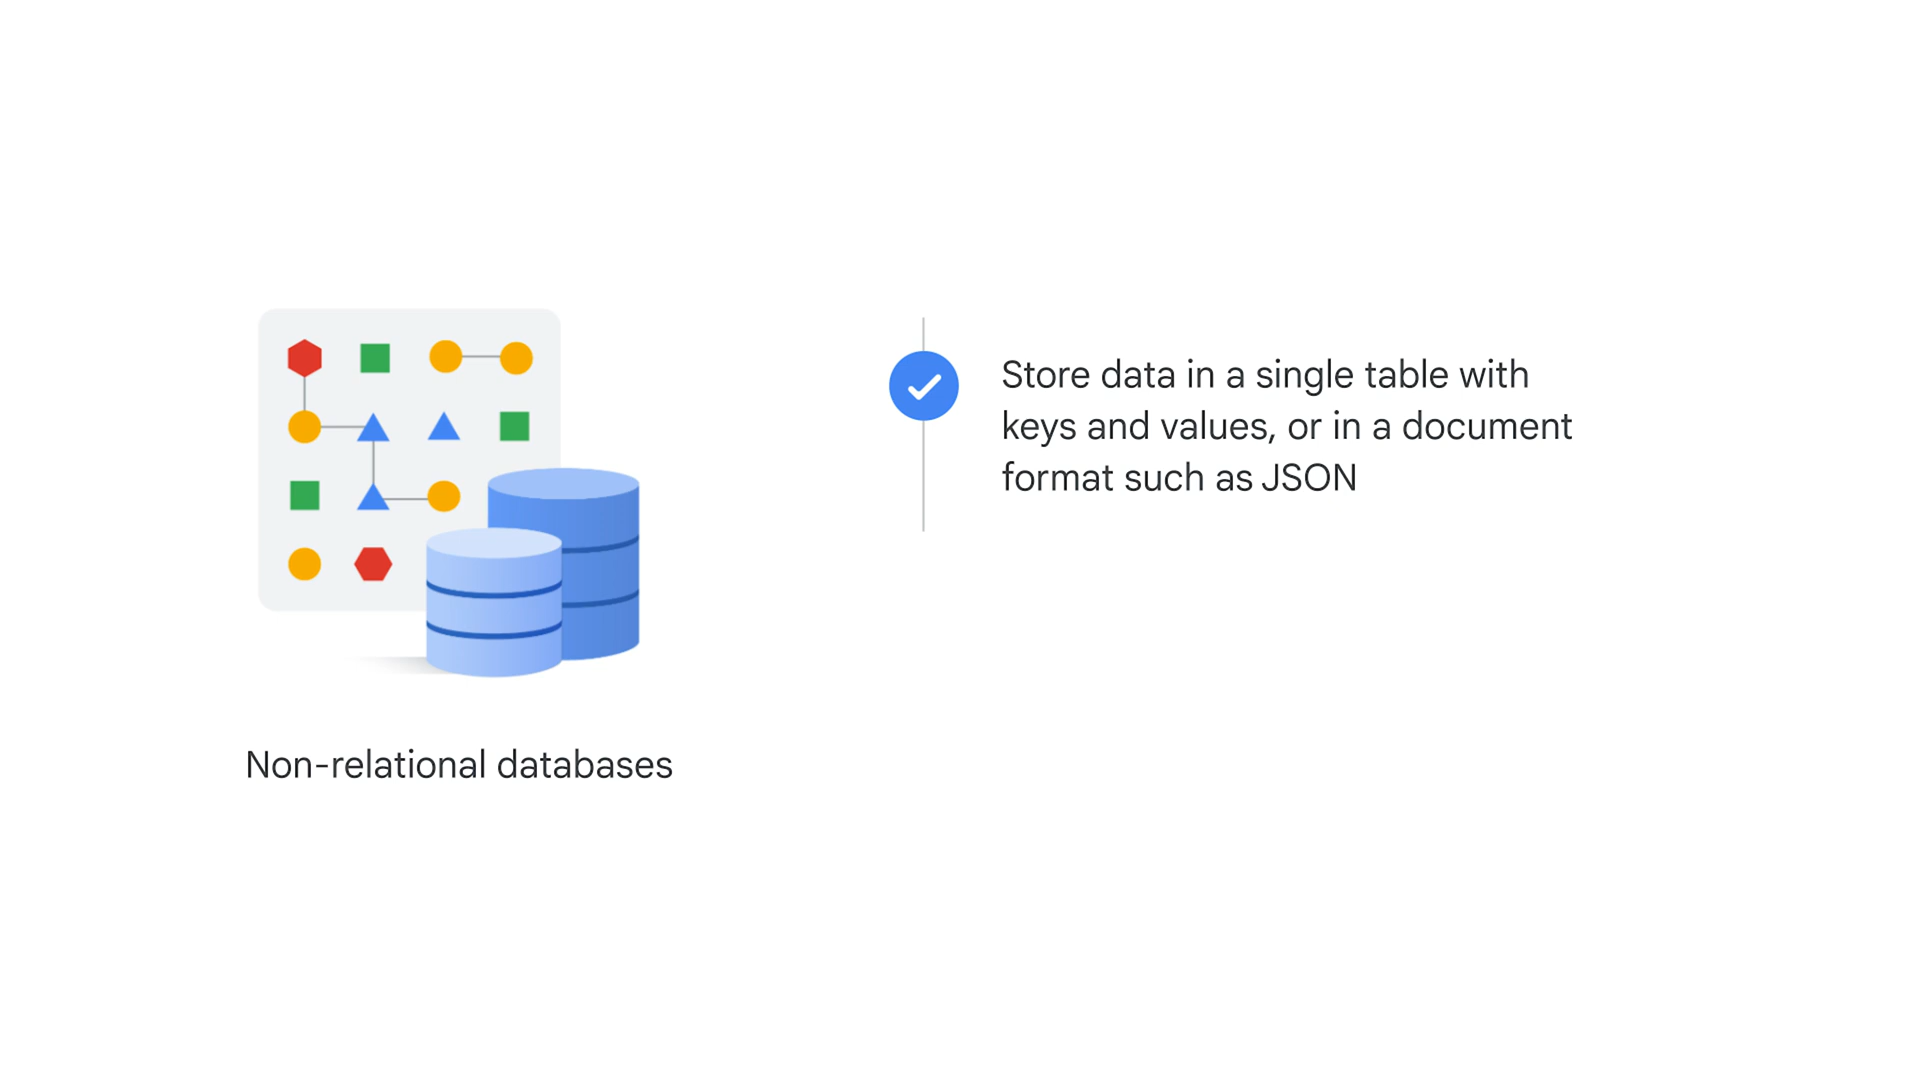 Store data in a single table with
keys and values, or in a document
format such as JSON
Non-relational databases